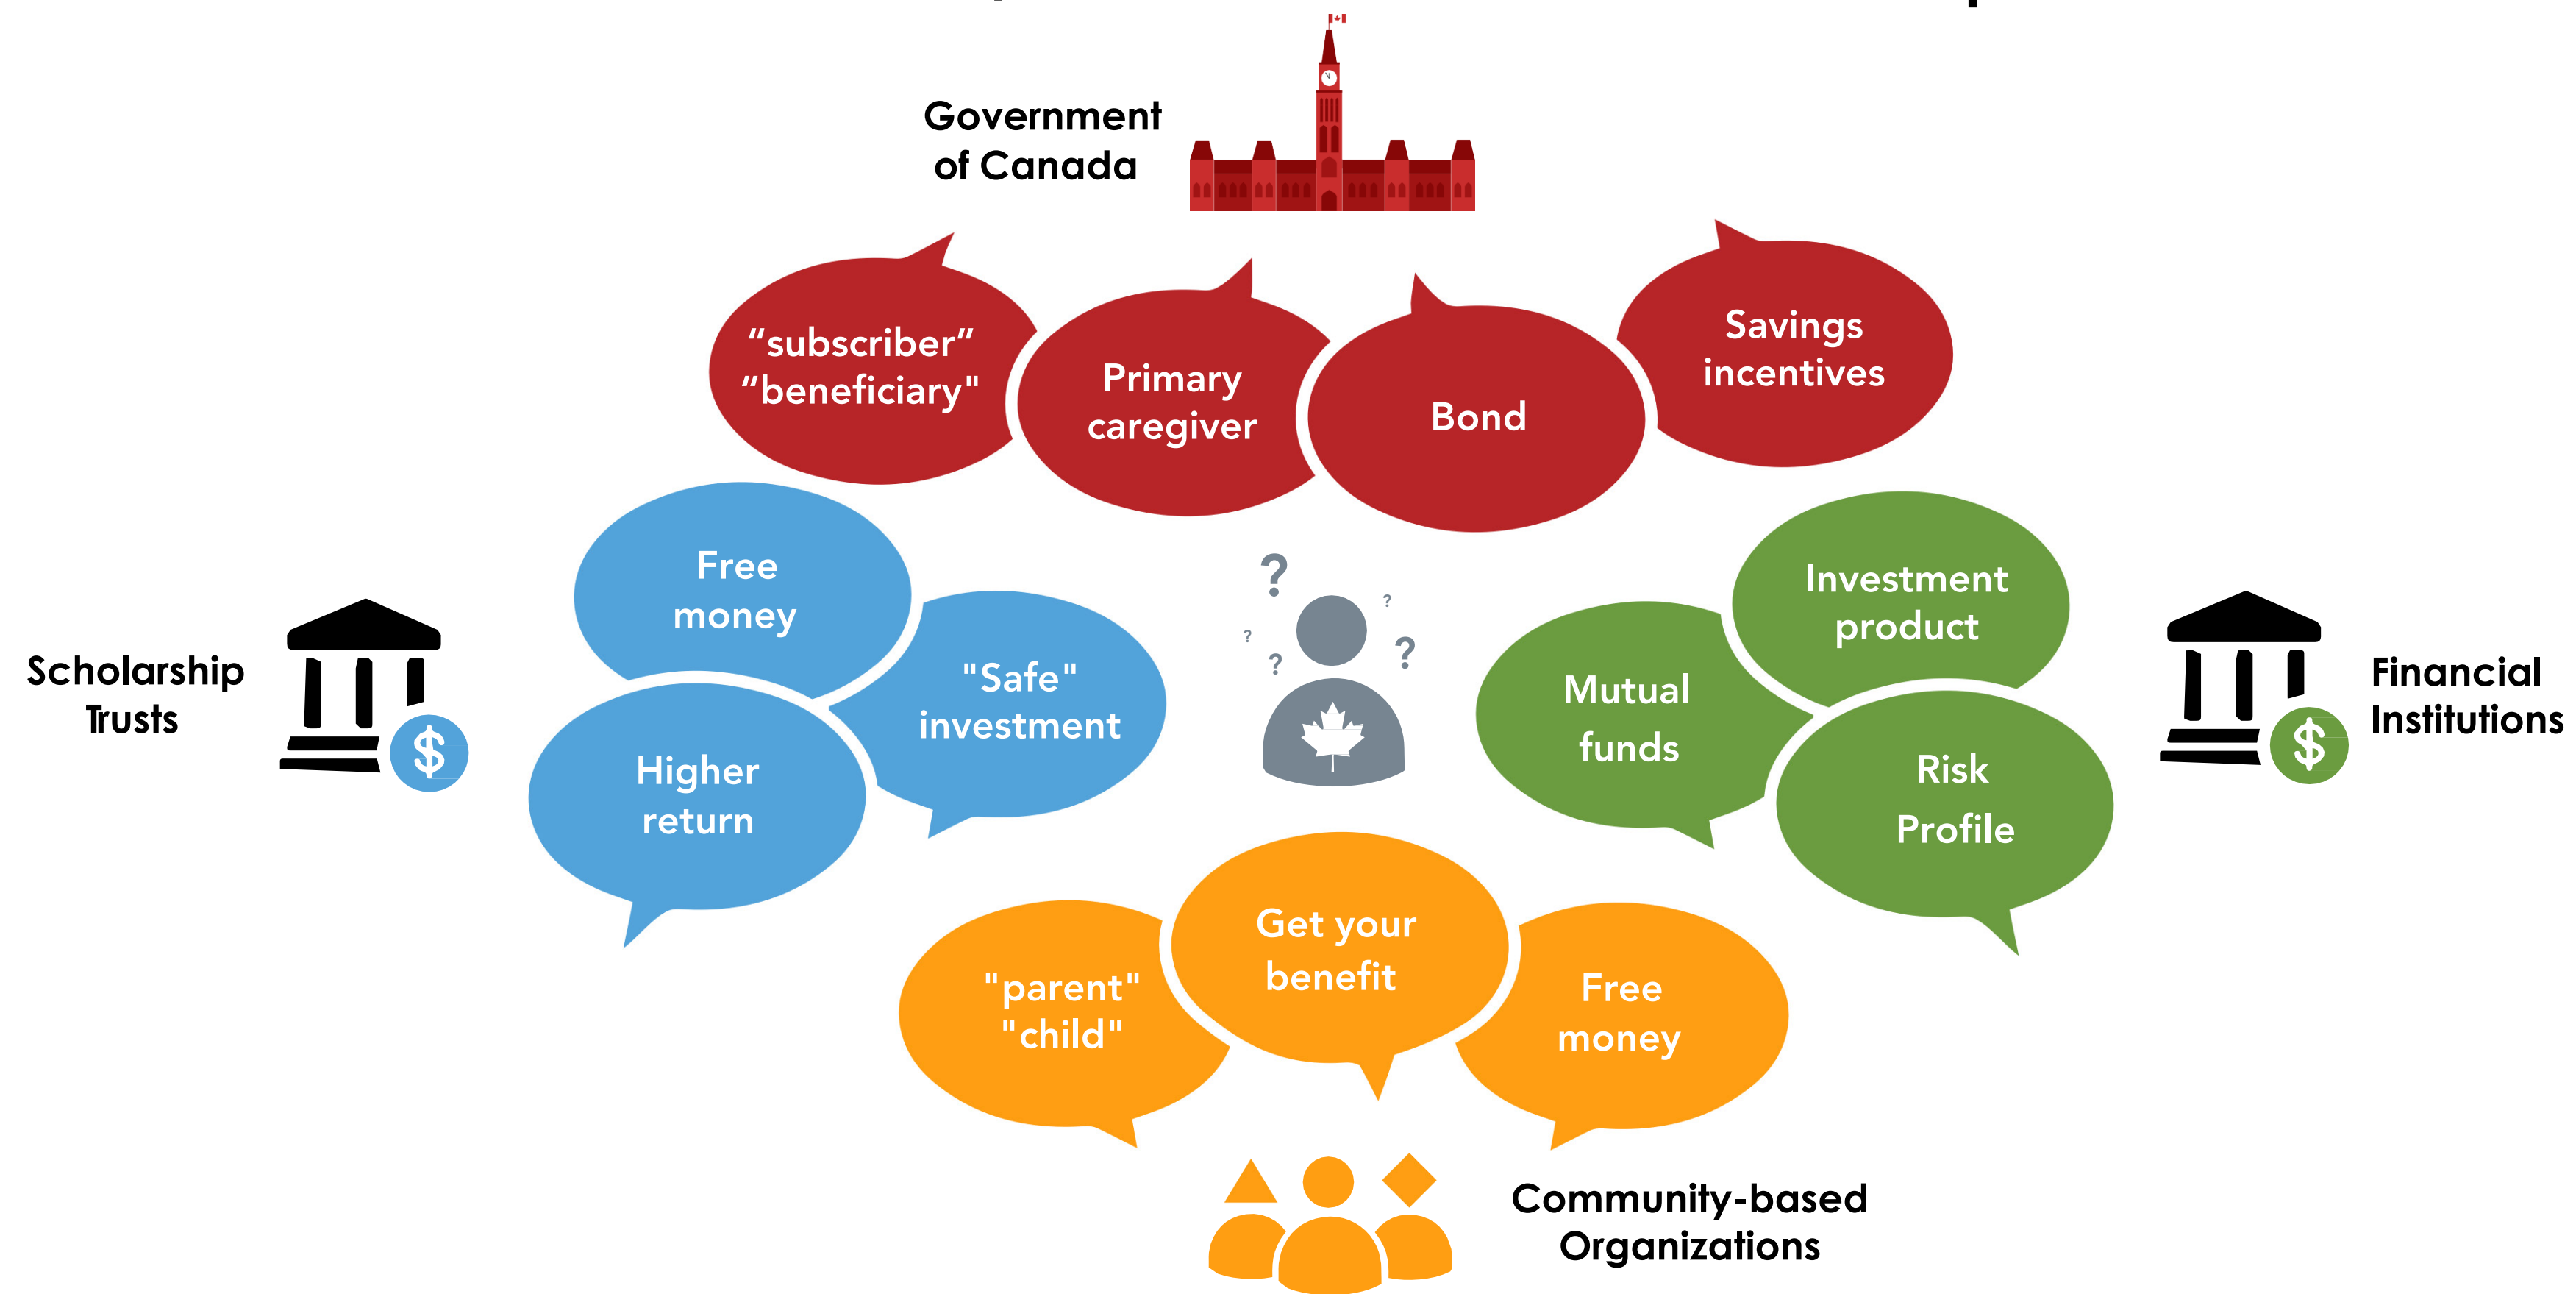 Government
of Canada
“subscriber”
“beneficiary"
Primary
caregiver
Bond
Savings
incentives
Free
money
"Safe"
investment
Higher
return
Scholarship
Trusts
$
?
?
?
?
?
Investment
product
Mutual
funds
Risk
Profile
$
Financial
Institutions
"parent"
"child"
Get your
benefit
Free
money
Community-based
Organizations